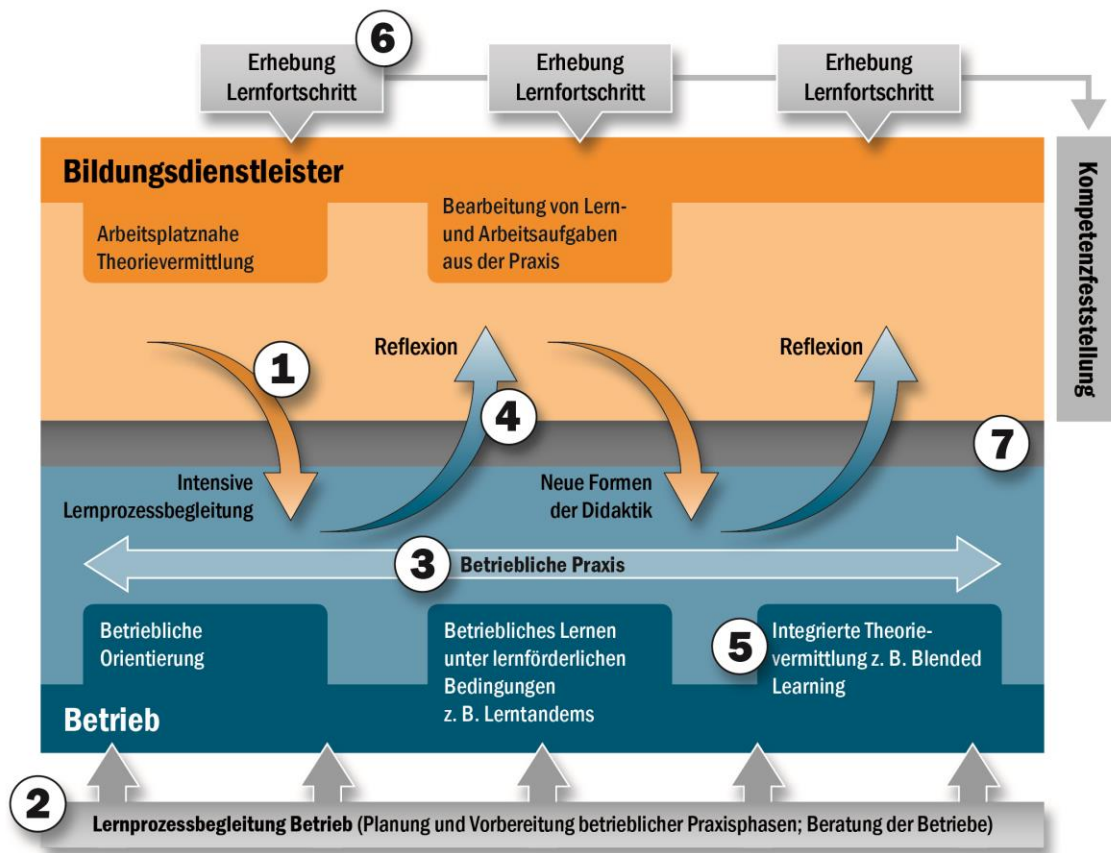 6
Erhebung
Lernfortschritt
Erhebung
Lernfortschritt
Erhebung
Lernfortschritt
Bildungsdienstleister
Arbeitsplatznahe
Theorievermittlung
Bearbeitung von Lern-
und Arbeitsaufgaben
aus der Praxis
Kompetenzfeststellung
1
Reflexion
4
Reflexion
7
Intensive
Lernprozessbegleitung
Neue Formen
der Didaktik
3
Betriebliche Praxis
Betriebliche
Orientierung
Betriebliches Lernen
unter lernförderlichen
Bedingungen
z. B. Lerntandems
5
Integrierte Theorie-
vermittlung z. B. Blended
Learning
Betrieb
2
Lernprozessbegleitung Betrieb (Planung und Vorbereitung betrieblicher Praxisphasen; Beratung der Betriebe)